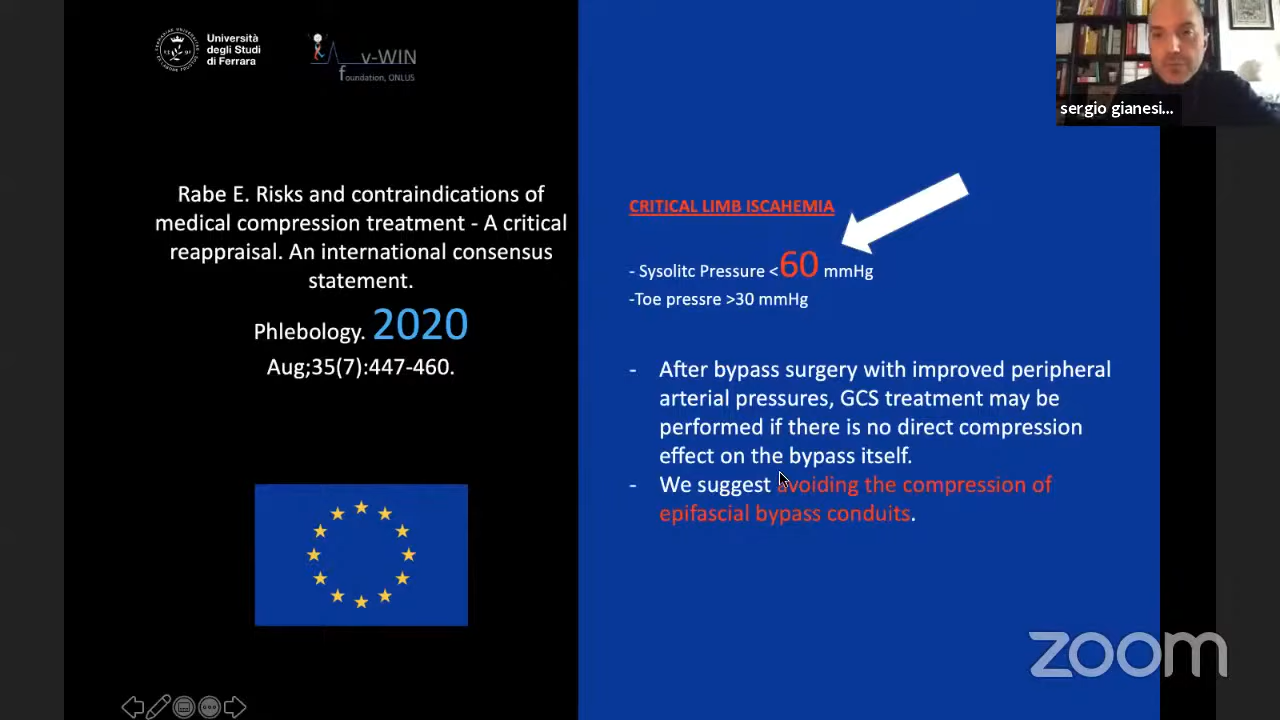 Università
degli Studi
di Ferrara
v-WIN
foundation, ONLUS
sergio gianesi...
Rabe E. Risks and contraindications of
medical compression treatment - A critical
reappraisal. An international consensus
statement.
Phlebology. 2020
Aug;35(7):447-460.
CRITICAL LIMB ISCAHEMIA
- Sysolitc Pressure <60 mmHg
-Toe pressre >30 mmHg
- After bypass surgery with improved peripheral
arterial pressures, GCS treatment may be
performed if there is no direct compression
effect on the bypass itself.
- We suggest avoiding the compression of
epifascial bypass conduits.
zoom